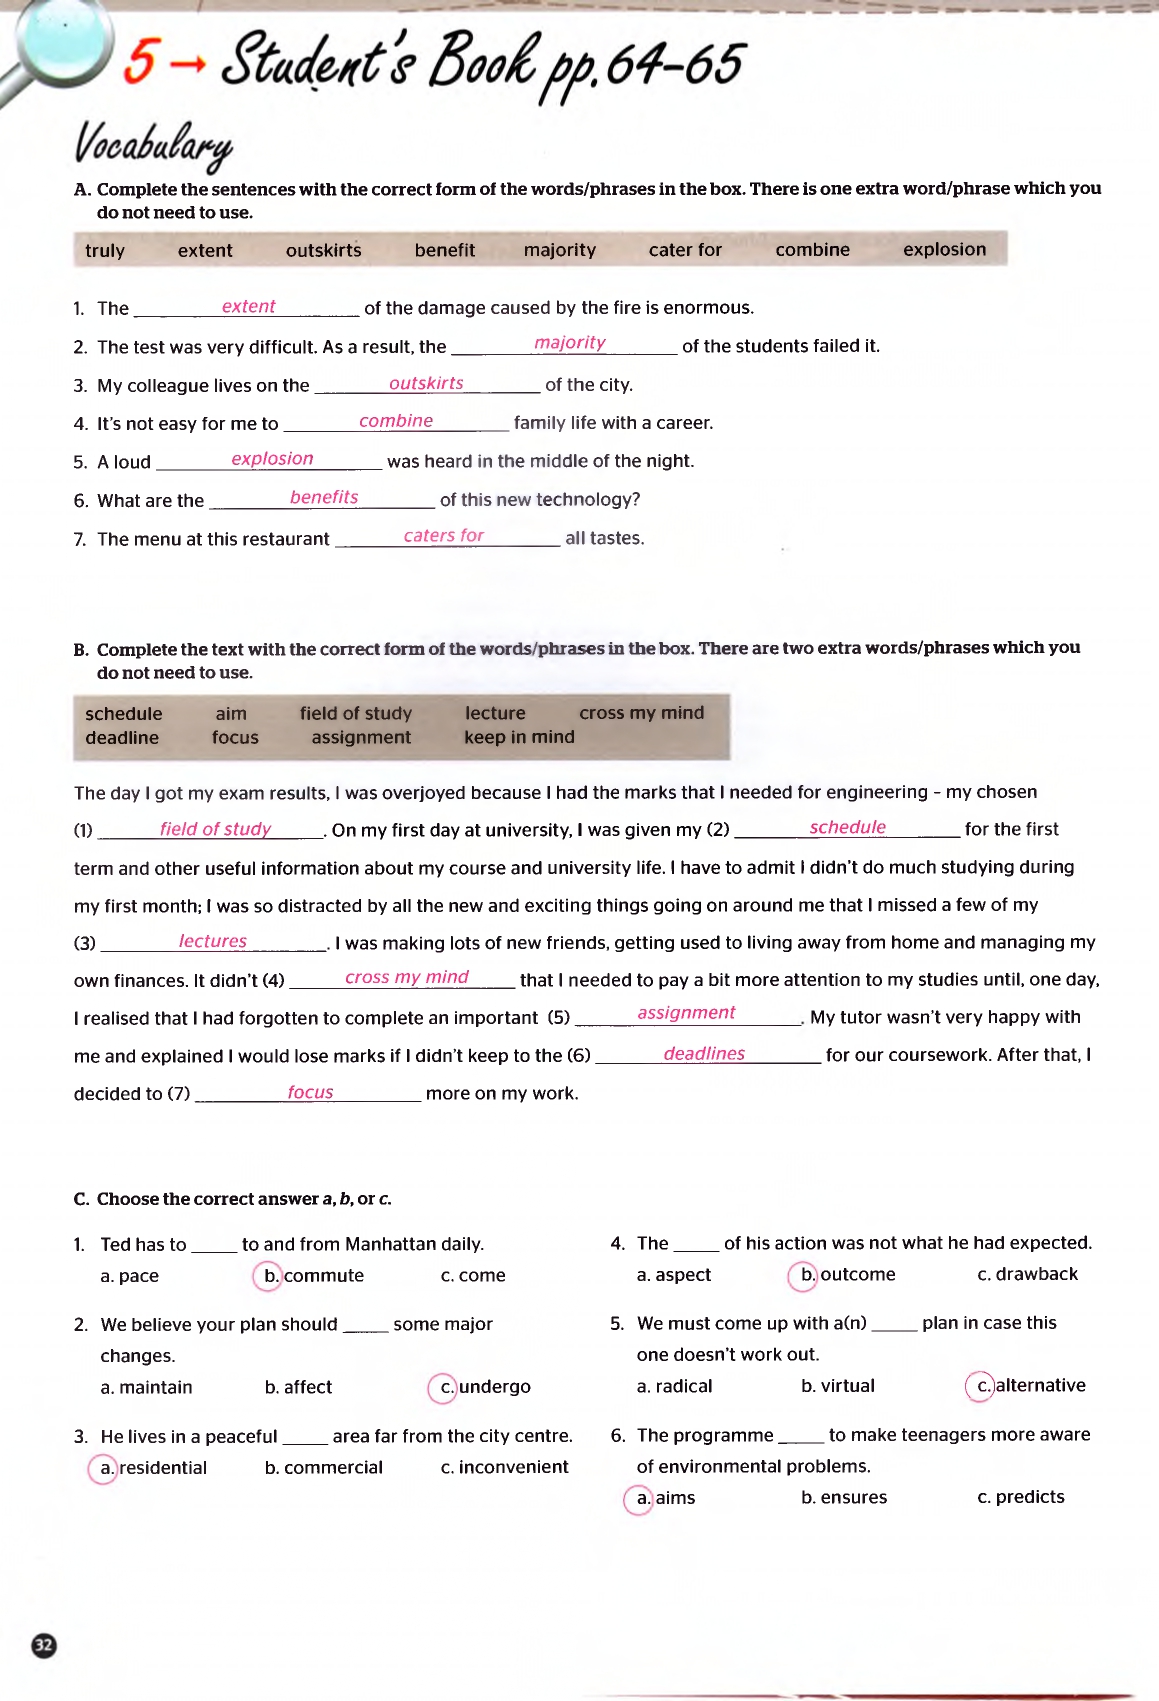 5 → Student's Book pp.64-65
Vocabulary
A. Complete the sentences with the correct form of the words/phrases in the box. There is one extra word/phrase which you
do not need to use.
truly extent outskirts benefit majority cater for combine explosion
1. The extent of the damage caused by the fire is enormous.
2. The test was very difficult. As a result, the majority of the students failed it.
3. My colleague lives on the outskirts of the city.
4. It's not easy for me to combine family life with a career.
5. A loud explosion was heard in the middle of the night.
6. What are the benefits of this new technology?
7. The menu at this restaurant caters for all tastes.
B. Complete the text with the correct form of the words/phrases in the box. There are two extra words/phrases which you
do not need to use.
schedule aim field of study lecture cross my mind
deadline focus assignment keep in mind
The day I got my exam results, I was overjoyed because I had the marks that I needed for engineering - my chosen
(1) field of study. On my first day at university, I was given my (2) schedule for the first
term and other useful information about my course and university life. I have to admit I didn't do much studying during
my first month; I was so distracted by all the new and exciting things going on around me that I missed a few of my
(3) lectures. I was making lots of new friends, getting used to living away from home and managing my
own finances. It didn't (4) cross my mind that I needed to pay a bit more attention to my studies until, one day,
I realised that I had forgotten to complete an important (5) assignment. My tutor wasn't very happy with
me and explained I would lose marks if I didn't keep to the (6) deadlines for our coursework. After that, I
decided to (7) focus more on my work.
C. Choose the correct answer a, b, or c.
1. Ted has to _____ to and from Manhattan daily.
a. pace b. commute c. come
2. We believe your plan should _____ some major
changes.
a. maintain b. affect c. undergo
3. He lives in a peaceful _____ area far from the city centre.
a. residential b. commercial c. inconvenient
4. The _____ of his action was not what he had expected.
a. aspect b. outcome c. drawback
5. We must come up with a(n) _____ plan in case this
one doesn't work out.
a. radical b. virtual c. alternative
6. The programme _____ to make teenagers more aware
of environmental problems.
a. aims b. ensures c. predicts
32